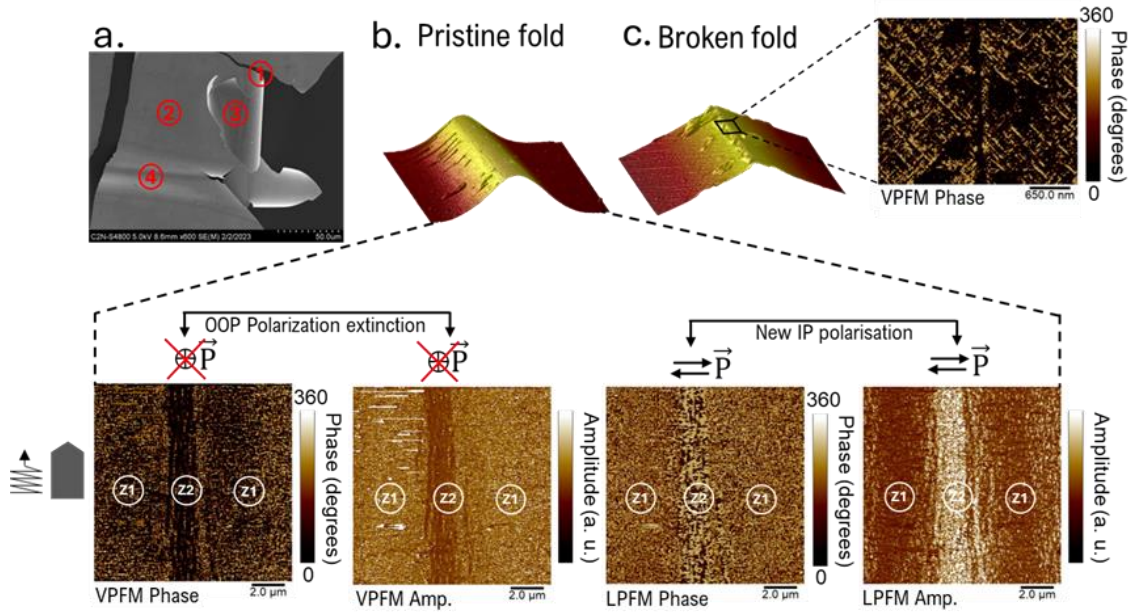 a.
b. Pristine fold
c. Broken fold
①
②
③
④
C2N-S4800 5.0kV 8.6mm x600 SE(M) 2/2/2023
50.0um
360
Phase (degrees)
0
VPFM Phase
650.0 nm
OOP Polarization extinction
P
P
New IP polarisation
P
P
Z1
Z2
Z1
360
Phase (degrees)
0
VPFM Phase
2.0 µm
Z1
Z2
Z1
Amplitude (a. u.)
VPFM Amp.
2.0 µm
Z1
Z2
Z1
360
Phase (degrees)
0
LPFM Phase
2.0 µm
Z1
Z2
Z1
Amplitude (a. u.)
LPFM Amp.
2.0 µm